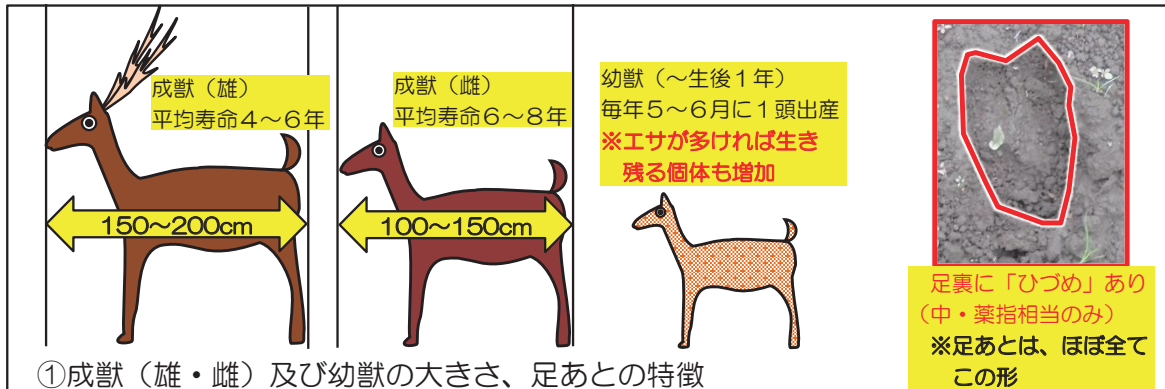 成獣（雄）
平均寿命４～６年
150～200cm
成獣（雌）
平均寿命６～８年
100～150cm
幼獣（～生後１年）
毎年５～６月に１頭出産
※エサが多ければ生き
残る個体も増加
足裏に「ひづめ」あり
（中・薬指相当のみ）
※足あとは、ほぼ全て
この形
①成獣（雄・雌）及び幼獣の大きさ、足あとの特徴